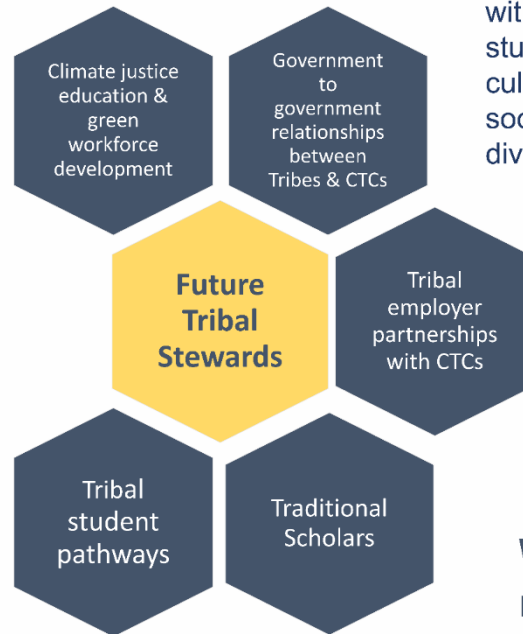 Climate justice
education &
green
workforce
development
Government
to
government
relationships
between
Tribes & CTCs
Future
Tribal
Stewards
Tribal
employer
partnerships
with CTCs
Tribal
student
pathways
Traditional
Scholars